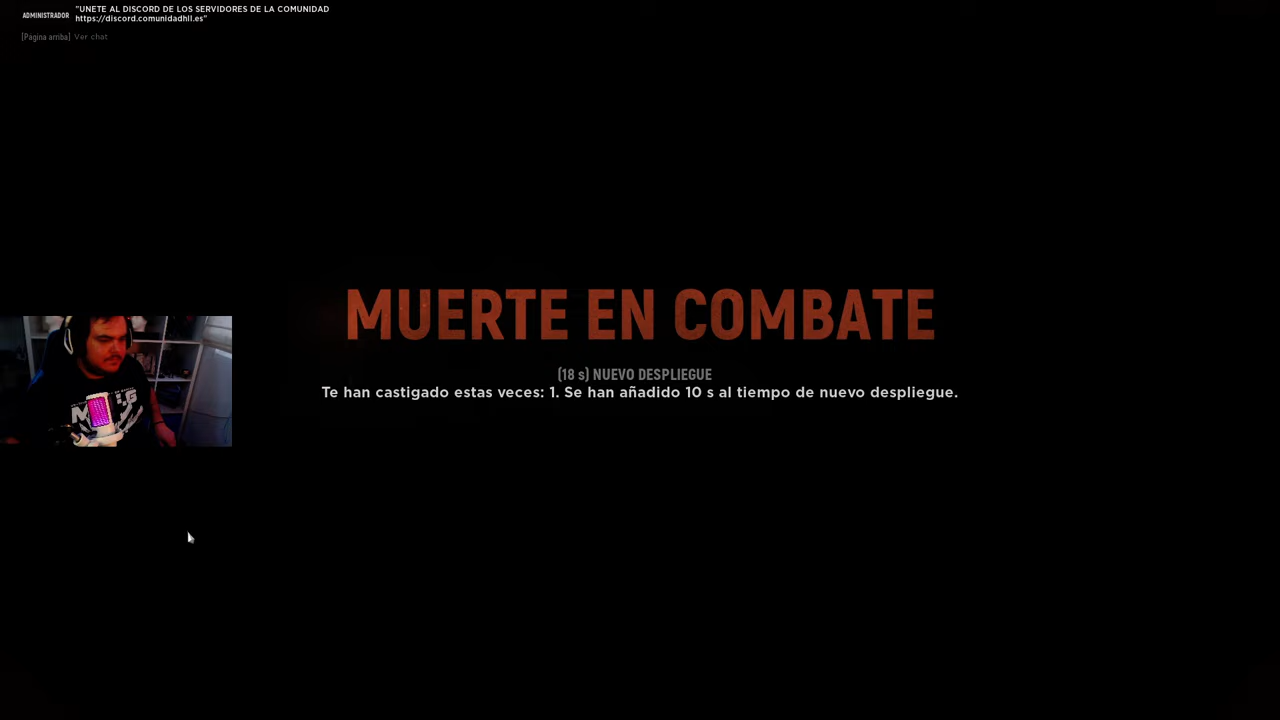 ADMINISTRADOR "UNETE AL DISCORD DE LOS SERVIDORES DE LA COMUNIDAD
https://discord.comunidadhll.es"
[Página arriba] Ver chat
MUERTE EN COMBATE
(18 s) NUEVO DESPLIEGUE
Te han castigado estas veces: 1. Se han añadido 10 s al tiempo de nuevo despliegue.